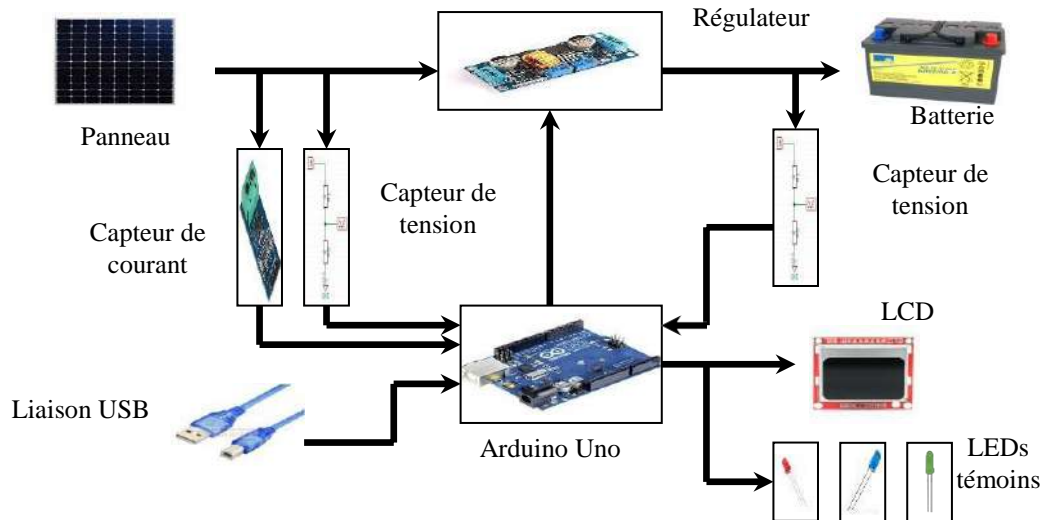 Régulateur
Panneau
Batterie
Capteur de
tension
Capteur de
tension
Capteur de
courant
LCD
Liaison USB
Arduino Uno
LEDs
témoins